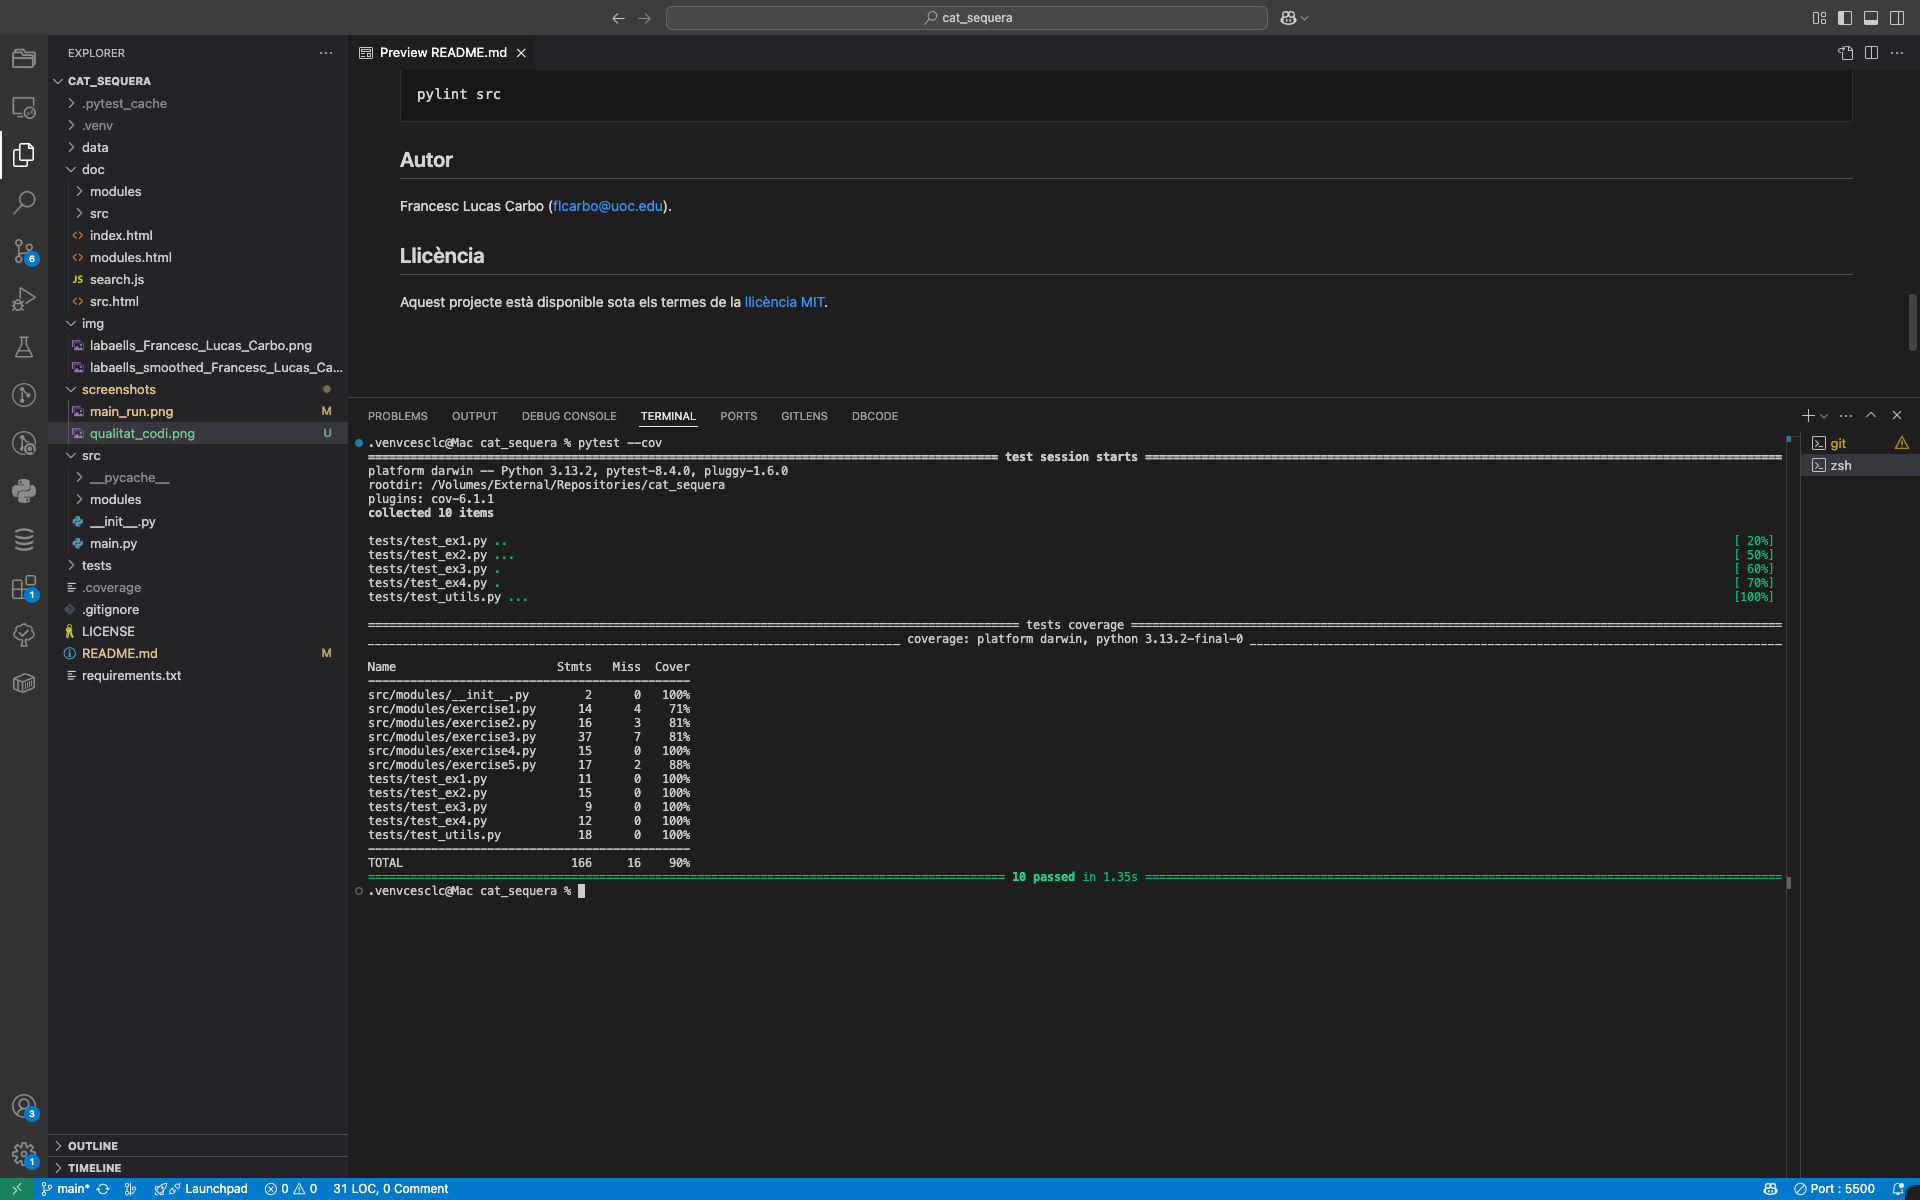 cat_sequera
EXPLORER
CAT_SEQUERA
.pytest_cache
.venv
data
doc
modules
src
index.html
modules.html
JS search.js
src.html
img
labaells_Francesc_Lucas_Carbo.png
labaells_smoothed_Francesc_Lucas_Ca...
screenshots
main_run.png M
qualitat_codi.png U
src
__pycache__
modules
__init__.py
main.py
tests
.coverage
.gitignore
LICENSE
README.md M
requirements.txt
OUTLINE
TIMELINE
6
1
3
1
Preview README.md
pylint src
Autor
Francesc Lucas Carbo (flcarbo@uoc.edu).
Llicència
Aquest projecte està disponible sota els termes de la llicència MIT.
PROBLEMS OUTPUT DEBUG CONSOLE TERMINAL PORTS GITLENS DBCODE
git
zsh
.venvcesclc@Mac cat_sequera % pytest --cov
test session starts
platform darwin -- Python 3.13.2, pytest-8.4.0, pluggy-1.6.0
rootdir: /Volumes/External/Repositories/cat_sequera
plugins: cov-6.1.1
collected 10 items
tests/test_ex1.py .. [ 20%]
tests/test_ex2.py ... [ 50%]
tests/test_ex3.py . [ 60%]
tests/test_ex4.py . [ 70%]
tests/test_utils.py ... [100%]
tests coverage
coverage: platform darwin, python 3.13.2-final-0
Name Stmts Miss Cover
src/modules/__init__.py 2 0 100%
src/modules/exercise1.py 14 4 71%
src/modules/exercise2.py 16 3 81%
src/modules/exercise3.py 37 7 81%
src/modules/exercise4.py 15 0 100%
src/modules/exercise5.py 17 2 88%
tests/test_ex1.py 11 0 100%
tests/test_ex2.py 15 0 100%
tests/test_ex3.py 9 0 100%
tests/test_ex4.py 12 0 100%
tests/test_utils.py 18 0 100%
TOTAL 166 16 90%
10 passed in 1.35s
.venvcesclc@Mac cat_sequera %
main* Launchpad 0 0 31 LOC, 0 Comment Port : 5500